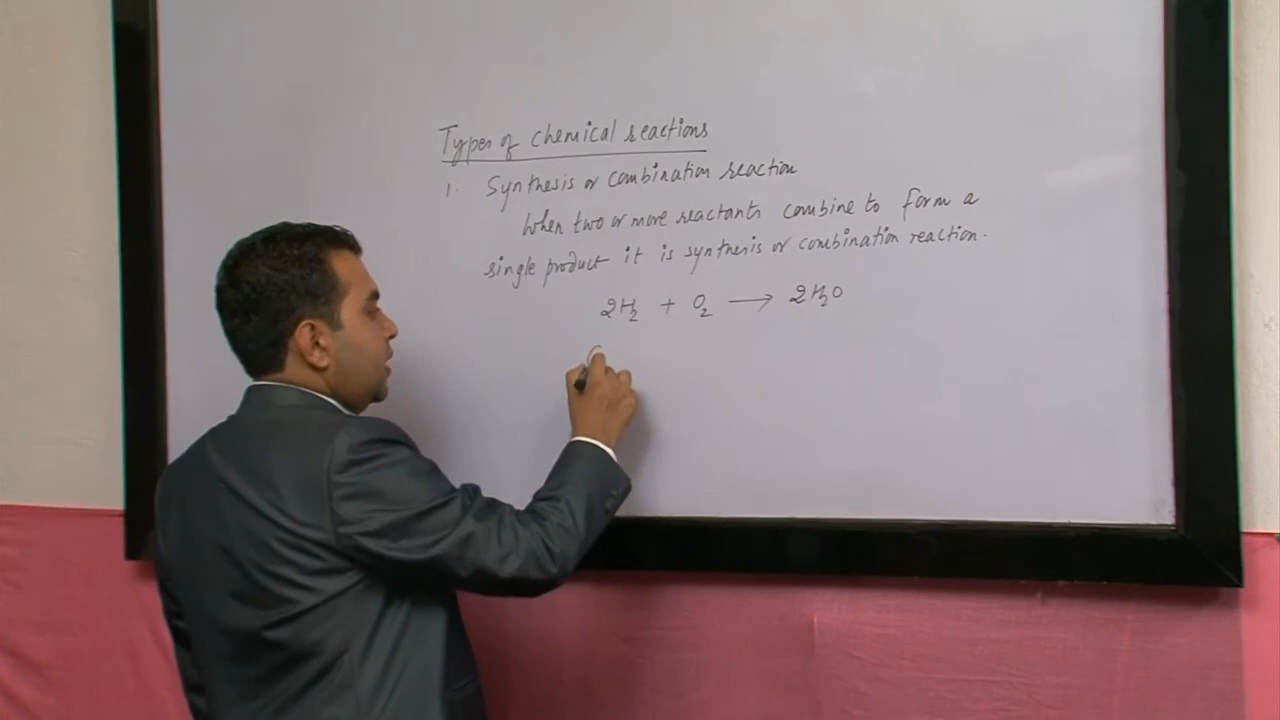 Types of chemical reactions
1. Synthesis or combination reaction
When two or more reactants combine to form a
single product it is synthesis or combination reaction.
2H₂ + O₂ → 2H₂O